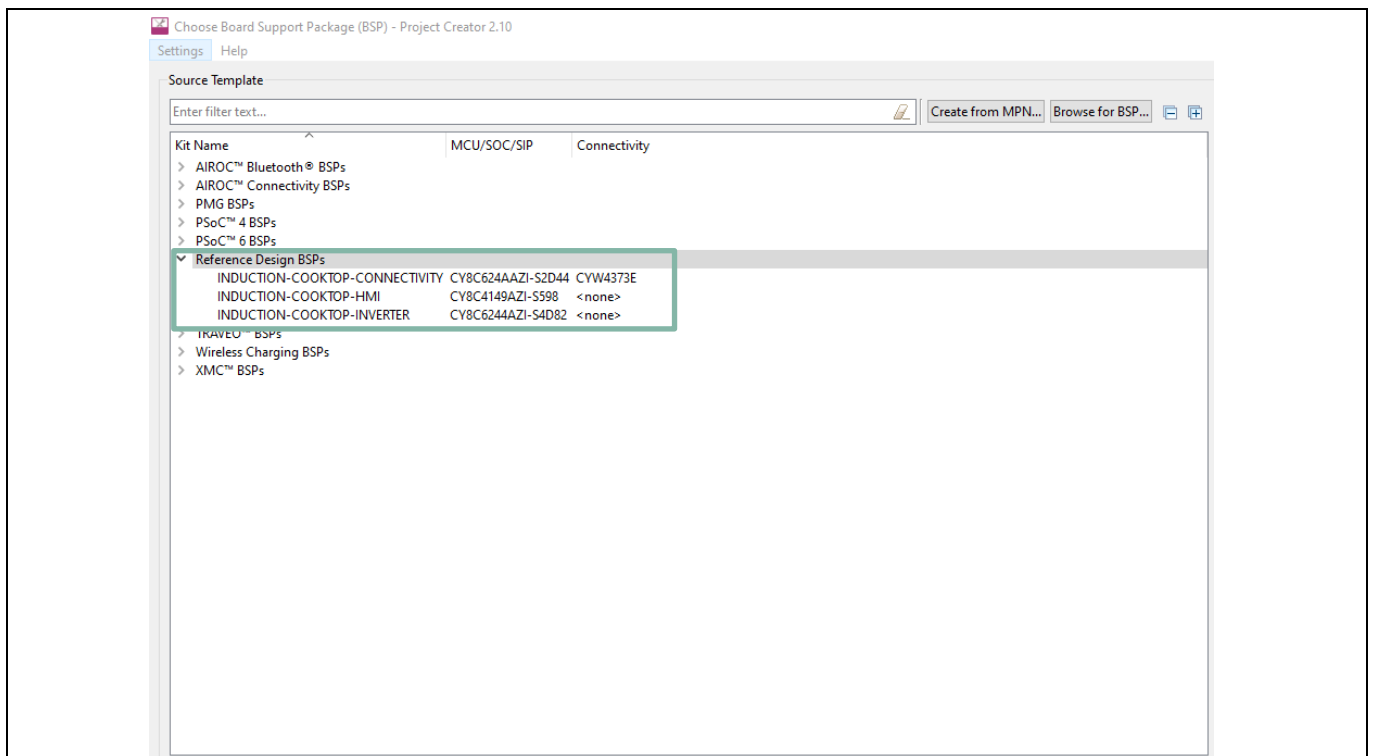 Choose Board Support Package (BSP) - Project Creator 2.10
Settings Help
Source Template
Enter filter text... Create from MPN... Browse for BSP...
Kit Name MCU/SOC/SIP Connectivity
AIROC™ Bluetooth® BSPs
AIROC™ Connectivity BSPs
PMG BSPs
PSoC™ 4 BSPs
PSoC™ 6 BSPs
Reference Design BSPs
INDUCTION-COOKTOP-CONNECTIVITY CY8C624AAZI-S2D44 CYW4373E
INDUCTION-COOKTOP-HMI CY8C4149AZI-S598 <none>
INDUCTION-COOKTOP-INVERTER CY8C6244AZI-S4D82 <none>
TRAVEO™ BSPs
Wireless Charging BSPs
XMC™ BSPs